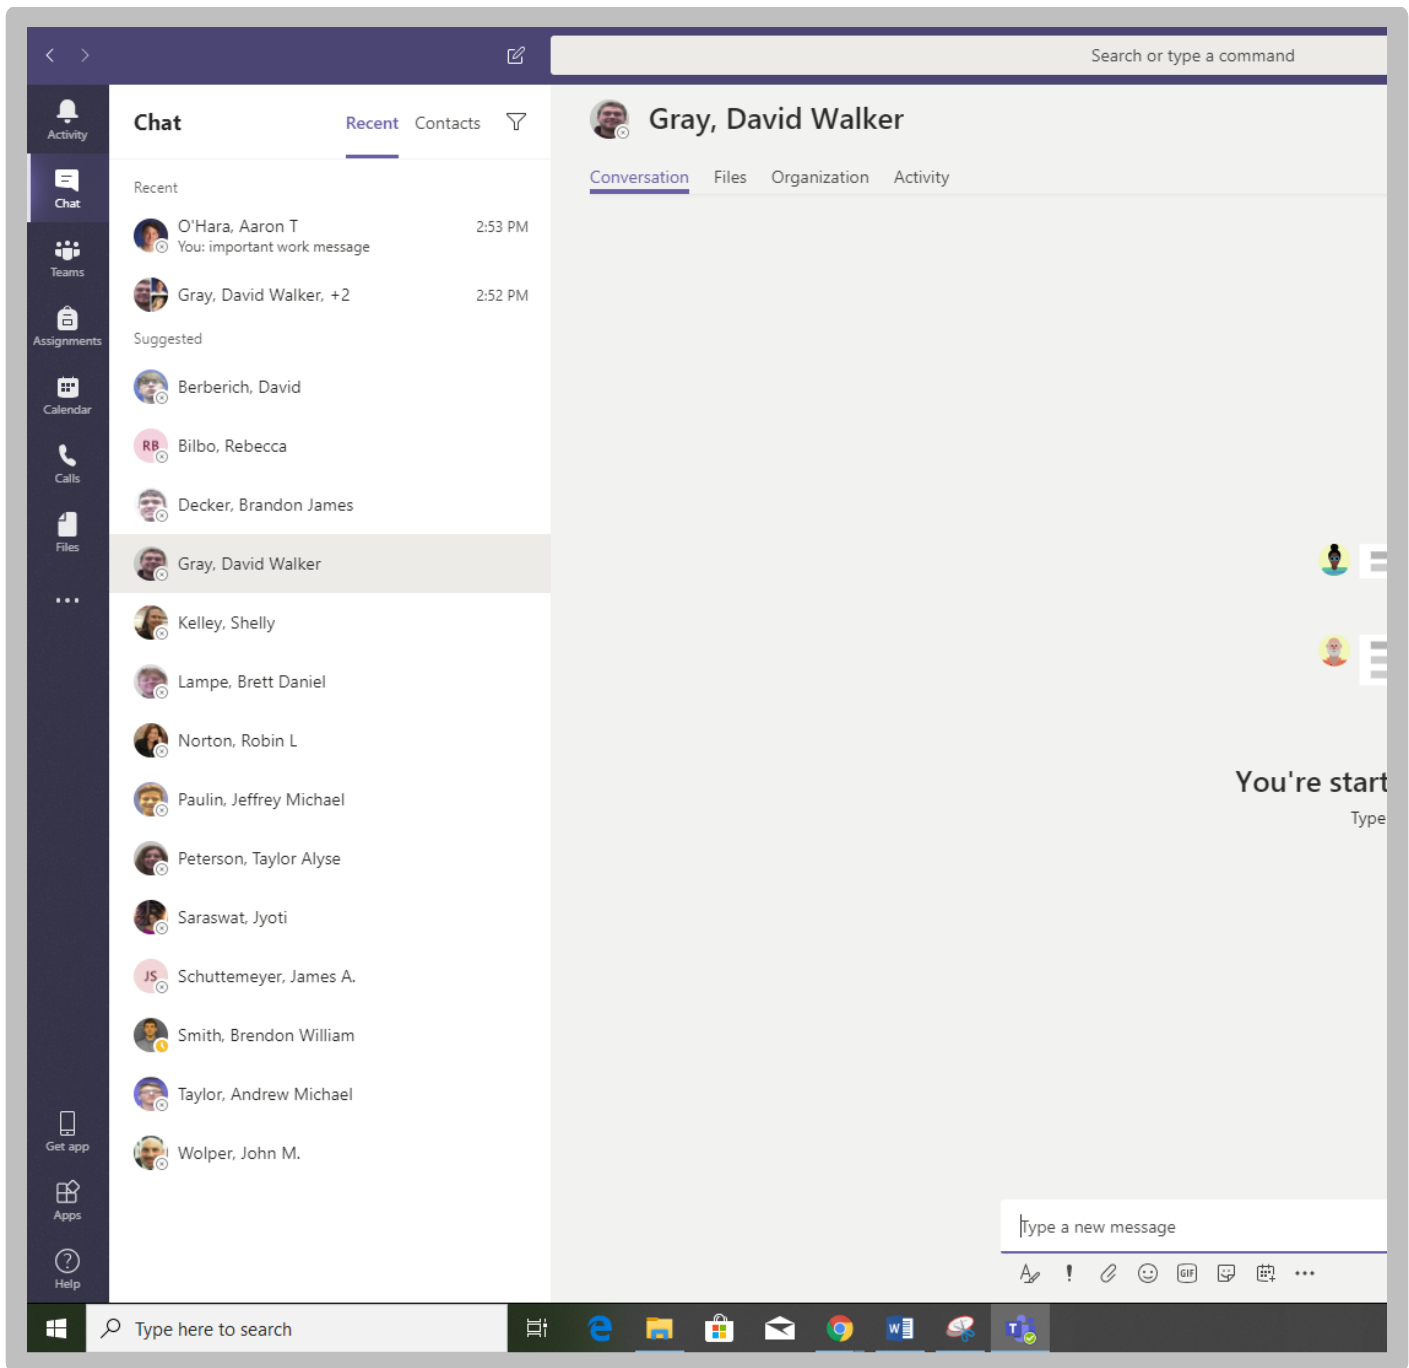 Search or type a command
Activity
Chat
Teams
Assignments
Calendar
Calls
Files
Get app
Apps
Help
Chat Recent Contacts
Recent
O'Hara, Aaron T 2:53 PM
You: important work message
Gray, David Walker, +2 2:52 PM
Suggested
Berberich, David
RB Bilbo, Rebecca
Decker, Brandon James
Gray, David Walker
Kelley, Shelly
Lampe, Brett Daniel
Norton, Robin L
Paulin, Jeffrey Michael
Peterson, Taylor Alyse
Saraswat, Jyoti
JS Schuttemeyer, James A.
Smith, Brendon William
Taylor, Andrew Michael
Wolper, John M.
Gray, David Walker
Conversation Files Organization Activity
You're start
Type
Type a new message
GIF
Type here to search